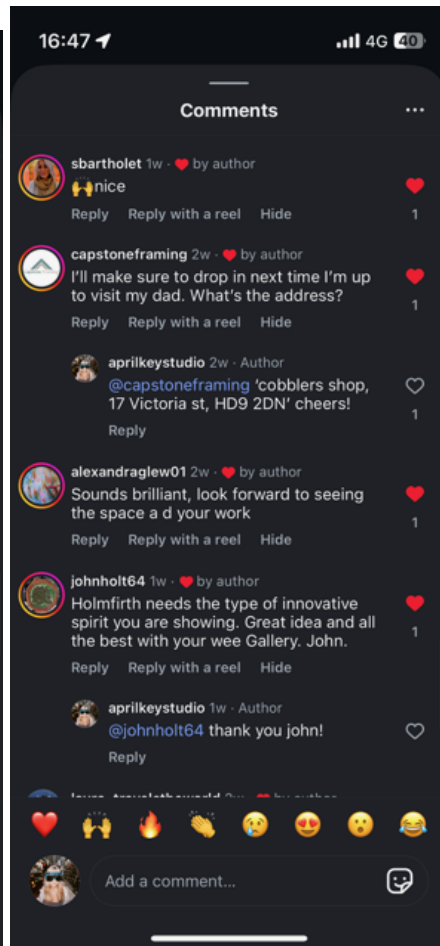 16:47
4G 40
Comments
sbartholet 1w · by author
🙌nice
Reply Reply with a reel Hide
1
capstoneframing 2w · by author
I'll make sure to drop in next time I'm up
to visit my dad. What's the address?
Reply Reply with a reel Hide
1
aprilkeystudio 2w · Author
@capstoneframing 'cobblers shop,
17 Victoria st, HD9 2DN' cheers!
Reply
1
alexandraglew01 2w · by author
Sounds brilliant, look forward to seeing
the space a d your work
Reply Reply with a reel Hide
1
johnholt64 1w · by author
Holmfirth needs the type of innovative
spirit you are showing. Great idea and all
the best with your wee Gallery. John.
Reply Reply with a reel Hide
1
aprilkeystudio 1w · Author
@johnholt64 thank you john!
Reply
Add a comment...